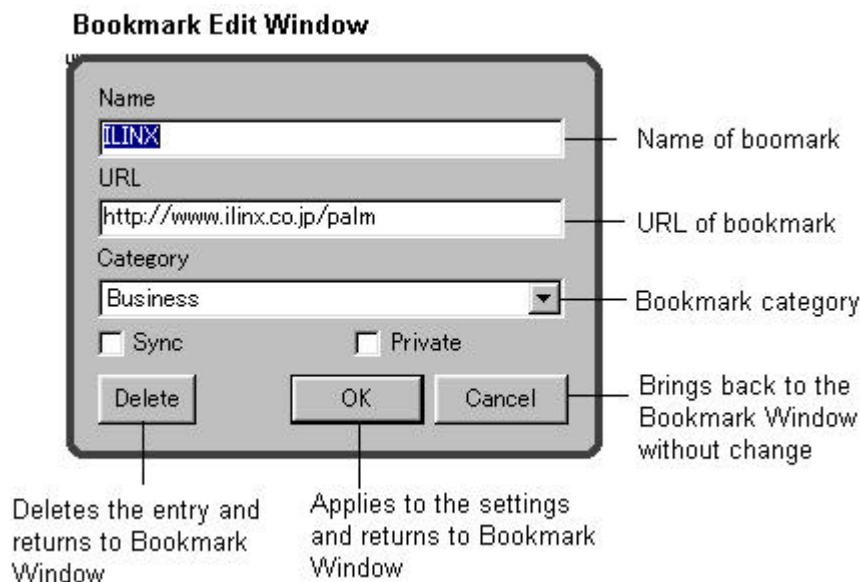 Bookmark Edit Window
Name
ILINX
Name of boomark
URL
http://www.ilinx.co.jp/palm
URL of bookmark
Category
Business
Bookmark category
Sync
Private
Delete
OK
Cancel
Brings back to the
Bookmark Window
without change
Deletes the entry and
returns to Bookmark
Window
Applies to the settings
and returns to Bookmark
Window